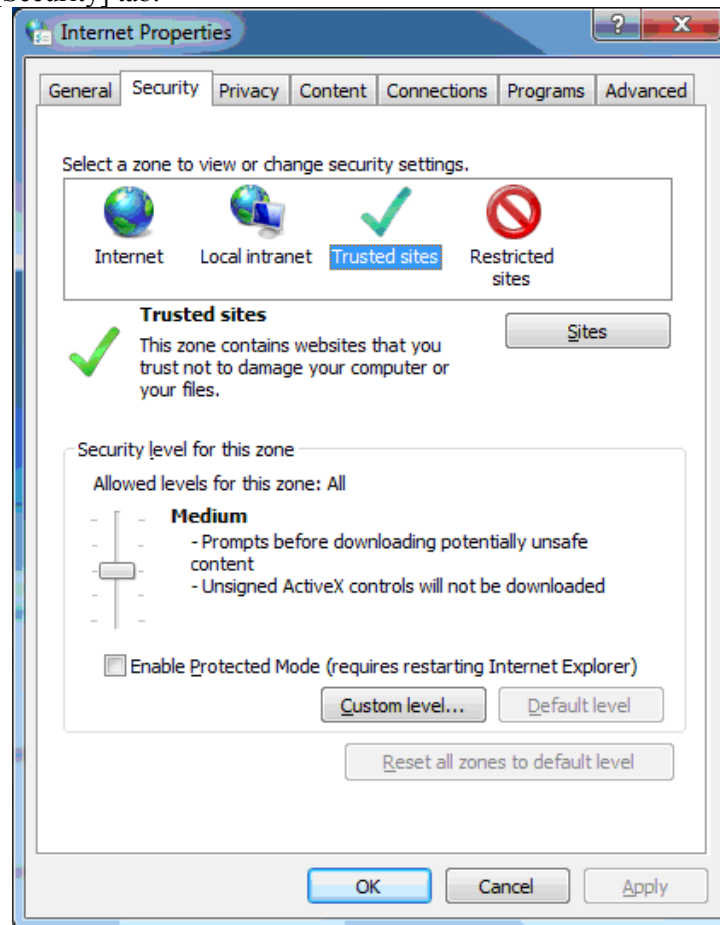 [Security] tab.
Internet Properties
?
X
General Security Privacy Content Connections Programs Advanced
Select a zone to view or change security settings.
Internet Local intranet Trusted sites Restricted
sites
Trusted sites
Sites
This zone contains websites that you
trust not to damage your computer or
your files.
Security level for this zone
Allowed levels for this zone: All
Medium
- Prompts before downloading potentially unsafe
content
- Unsigned ActiveX controls will not be downloaded
Enable Protected Mode (requires restarting Internet Explorer)
Custom level... Default level
Reset all zones to default level
OK Cancel Apply